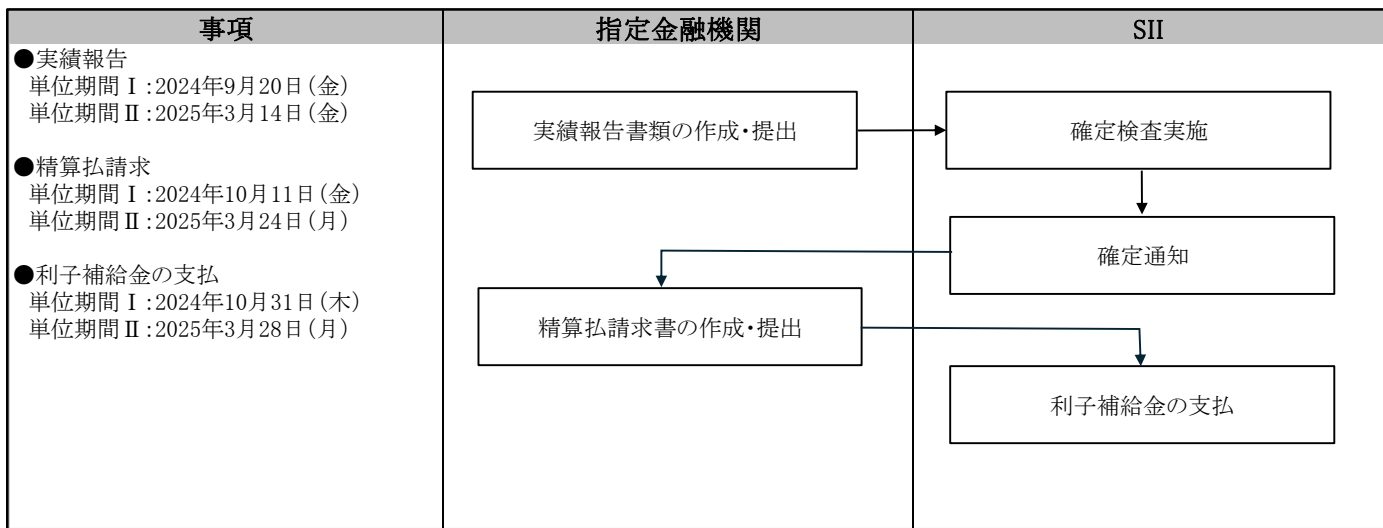 事項
指定金融機関
SII
●実績報告
単位期間Ⅰ:2024年9月20日(金)
単位期間Ⅱ:2025年3月14日(金)
●精算払請求
単位期間Ⅰ:2024年10月11日(金)
単位期間Ⅱ:2025年3月24日(月)
●利子補給金の支払
単位期間Ⅰ:2024年10月31日(木)
単位期間Ⅱ:2025年3月28日(月)
実績報告書類の作成・提出
確定検査実施
確定通知
精算払請求書の作成・提出
利子補給金の支払